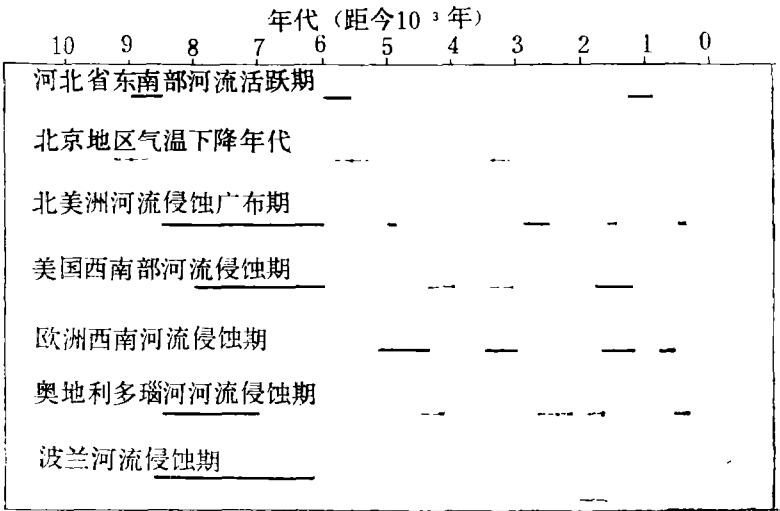 年代（距今10³年）
10 9 8 7 6 5 4 3 2 1 0
河北省东南部河流活跃期
北京地区气温下降年代
北美洲河流侵蚀广布期
美国西南部河流侵蚀期
欧洲西南河流侵蚀期
奥地利多瑙河河流侵蚀期
波兰河流侵蚀期